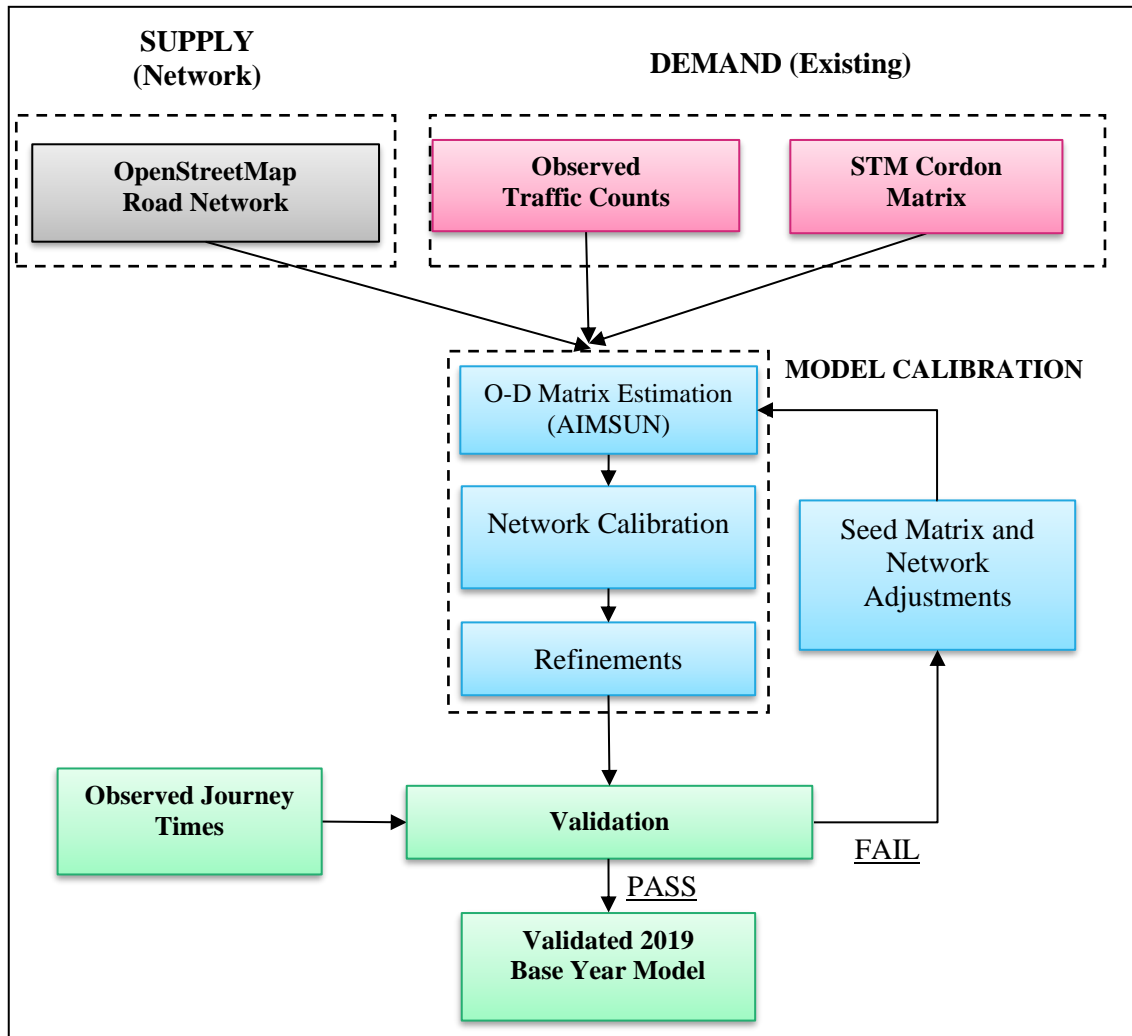 SUPPLY
(Network)
DEMAND (Existing)
OpenStreetMap
Road Network
Observed
Traffic Counts
STM Cordon
Matrix
MODEL CALIBRATION
O-D Matrix Estimation
(AIMSUN)
Network Calibration
Seed Matrix and
Network
Adjustments
Refinements
Observed Journey
Times
Validation
FAIL
PASS
Validated 2019
Base Year Model